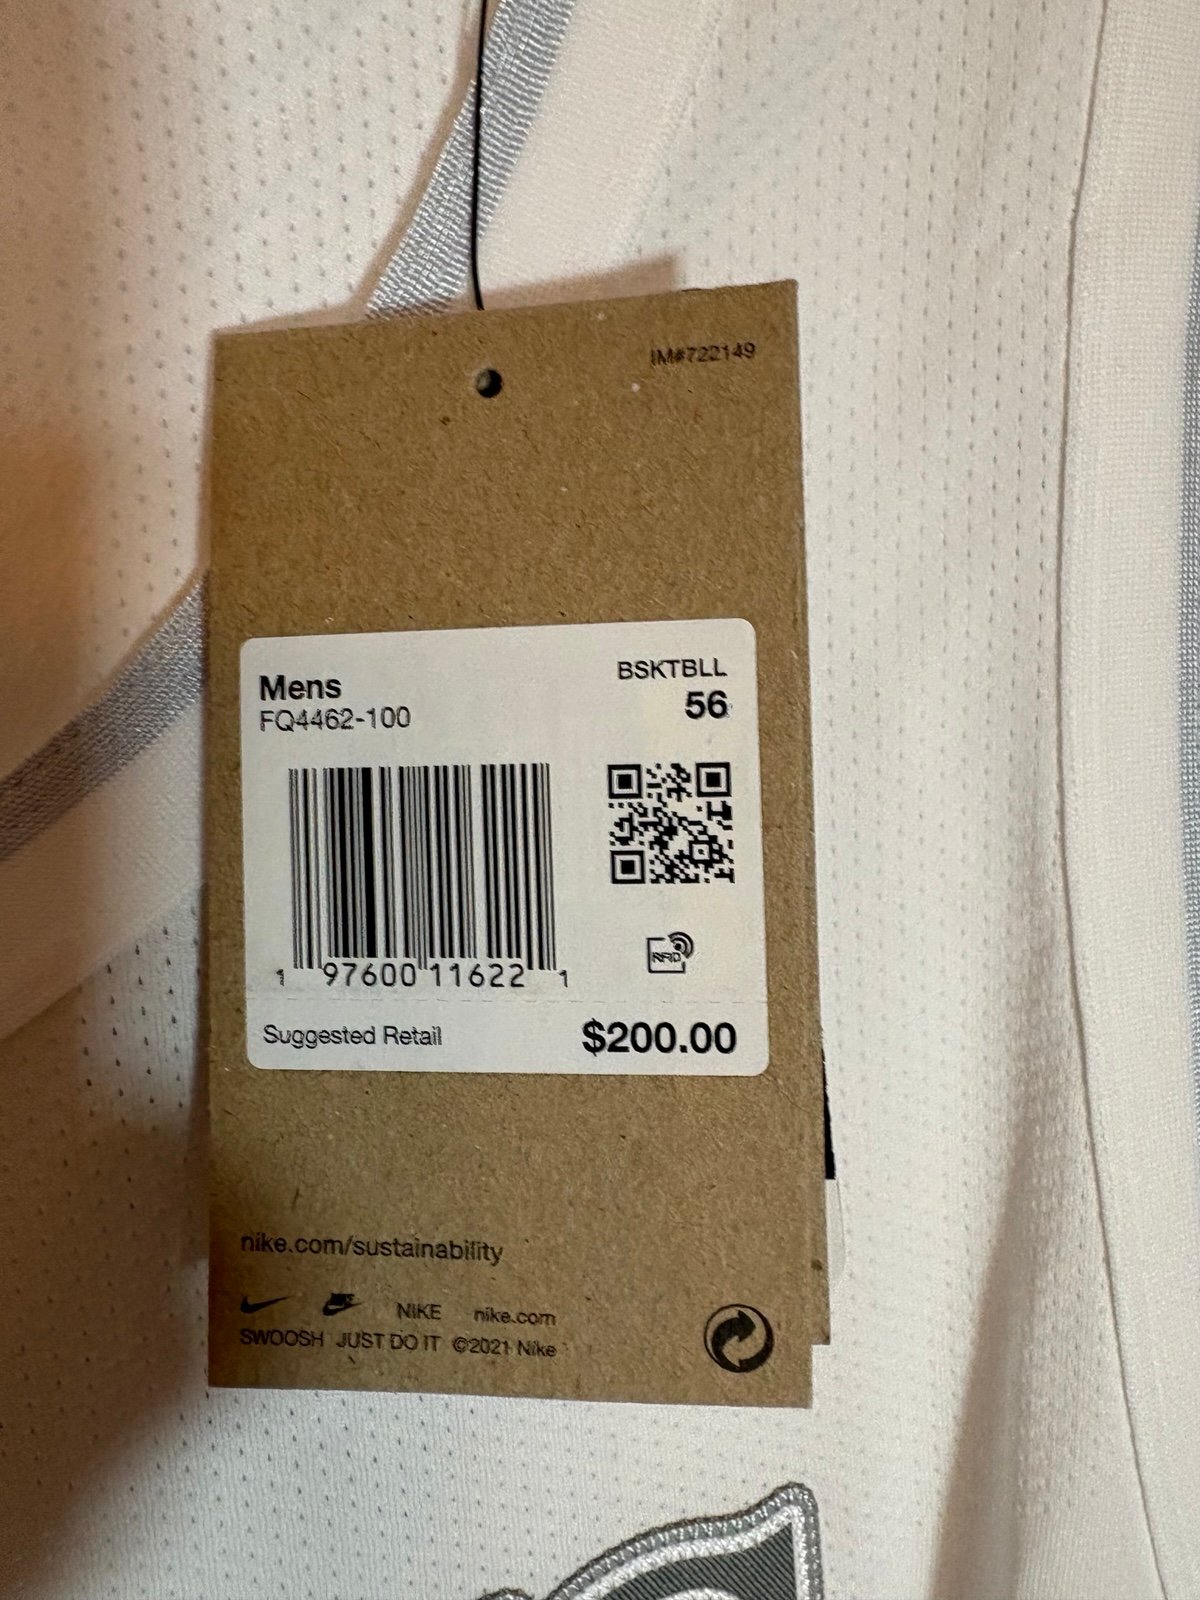 IM#722149
Mens
BSKTBLL
FQ4462-100
56
1 97600 11622 1
RFID
Suggested Retail
$200.00
nike.com/sustainability
NIKE nike.com
SWOOSH JUST DO IT ©2021 Nike